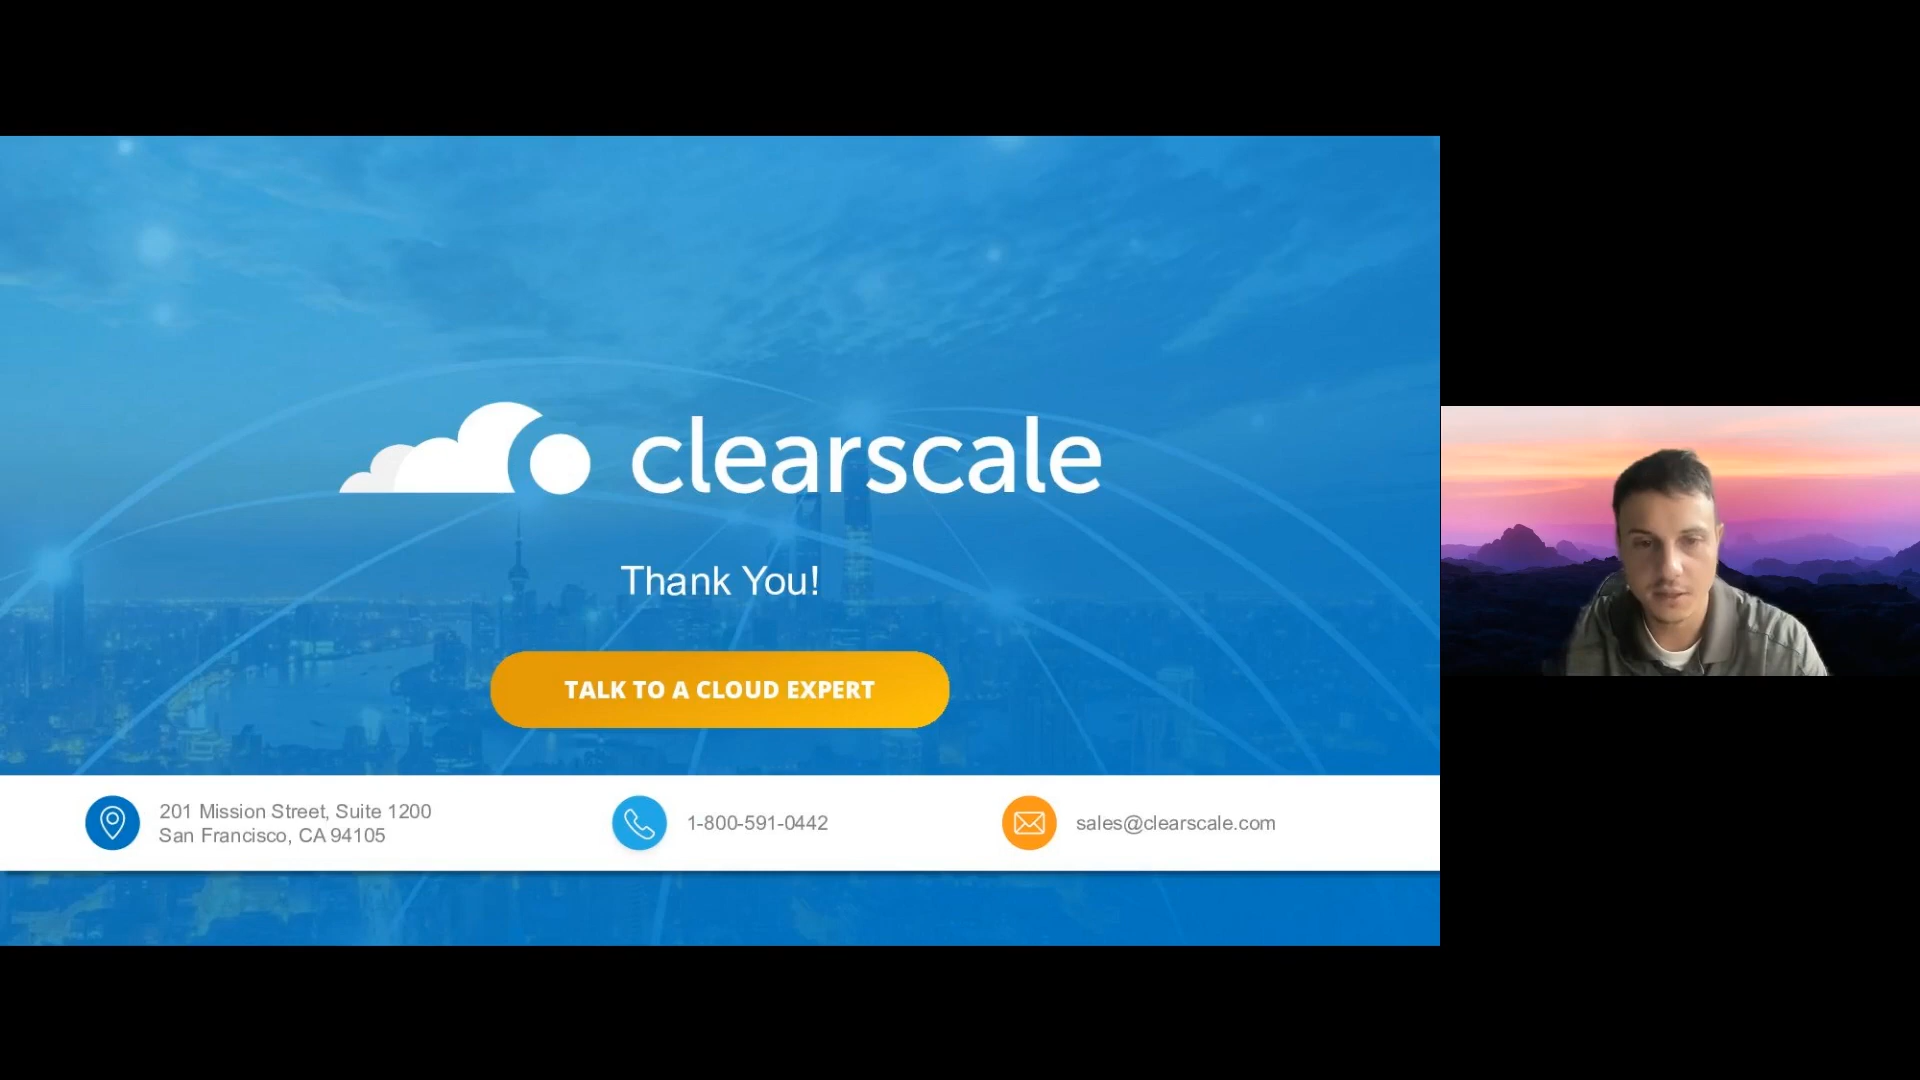 clearscale
Thank You!
TALK TO A CLOUD EXPERT
201 Mission Street, Suite 1200
San Francisco, CA 94105
1-800-591-0442
sales@clearscale.com